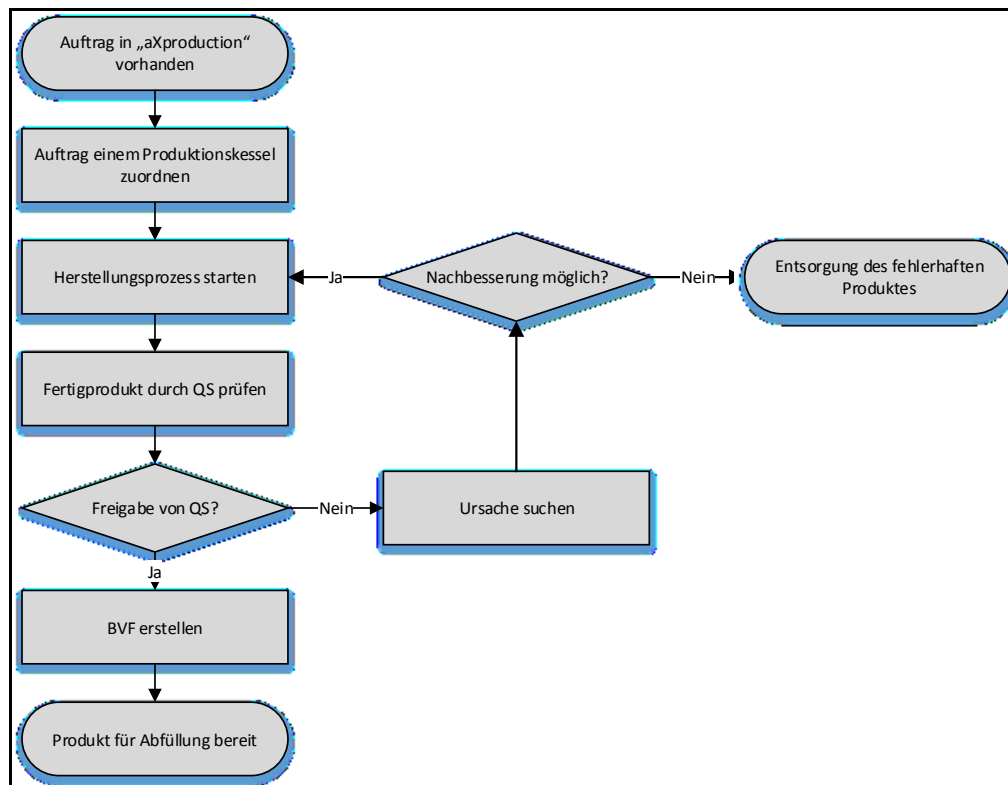 Auftrag in „aXproduction“
vorhanden
Auftrag einem Produktionskessel
zuordnen
Herstellungsprozess starten
Ja
Nachbesserung möglich?
Nein
Entsorgung des fehlerhaften
Produktes
Fertigprodukt durch QS prüfen
Freigabe von QS?
Nein
Ursache suchen
Ja
BVF erstellen
Produkt für Abfüllung bereit